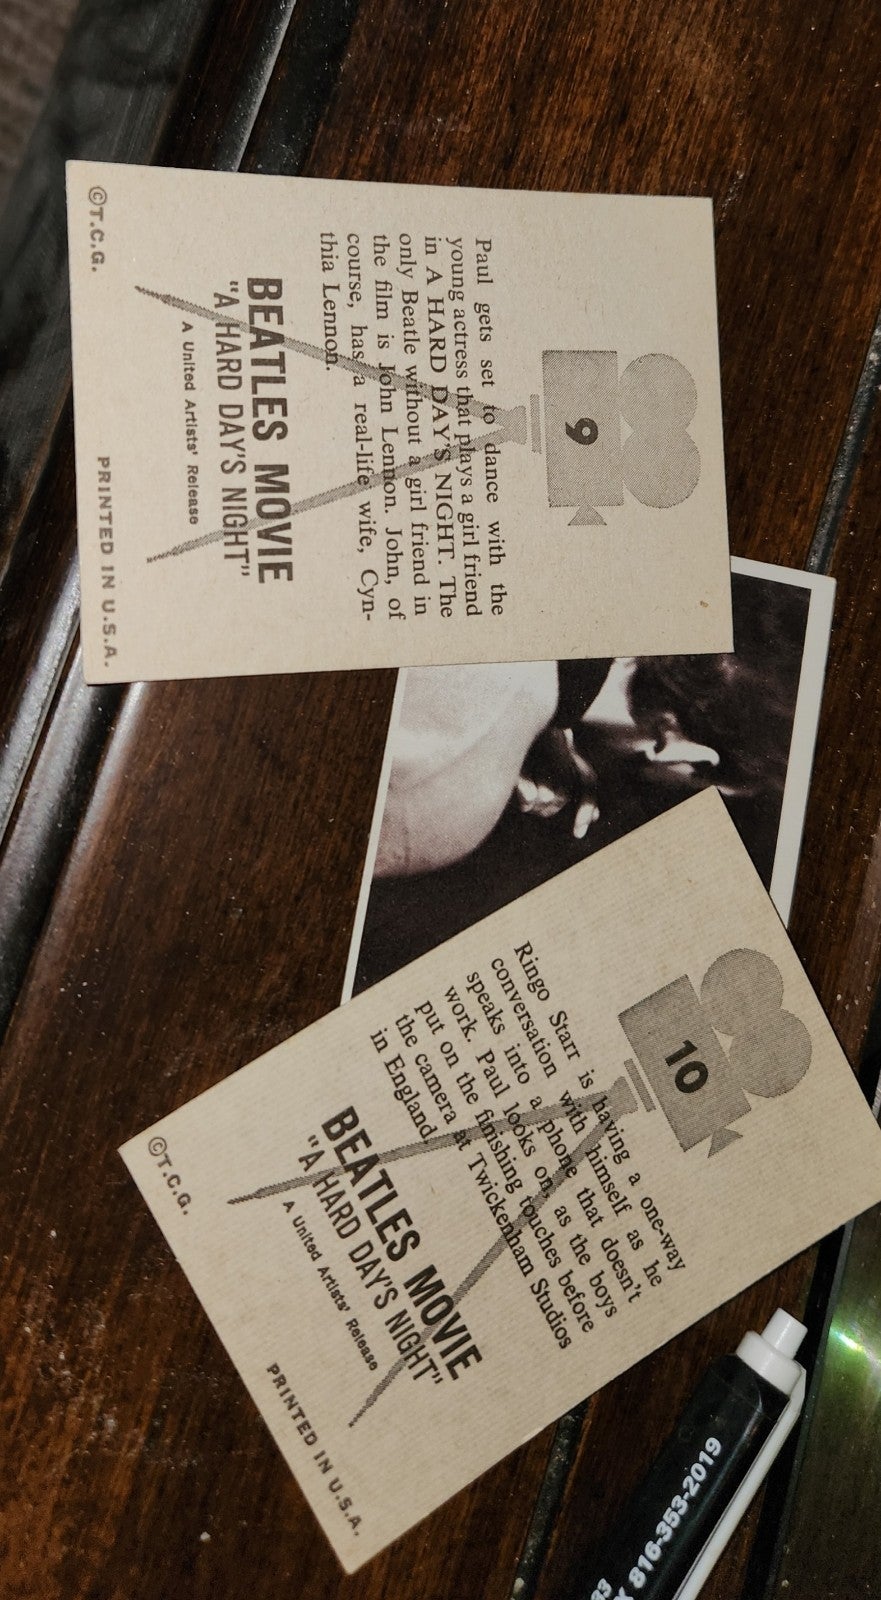 9
Paul gets set to dance with the
young actress that plays a girl friend
in A HARD DAY'S NIGHT. The
only Beatle without a girl friend in
the film is John Lennon. John, of
course, has a real-life wife, Cyn-
thia Lennon.
BEATLES MOVIE
"A HARD DAY'S NIGHT"
A United Artists' Release
©T.C.G.
PRINTED IN U.S.A.
10
Ringo Starr is having a one-way
conversation with himself as he
speaks into a phone that doesn't
work. Paul looks on, as the boys
put on the finishing touches before
the camera at Twickenham Studios
in England.
BEATLES MOVIE
"A HARD DAY'S NIGHT"
A United Artists' Release
©T.C.G.
PRINTED IN U.S.A.
816-353-2019